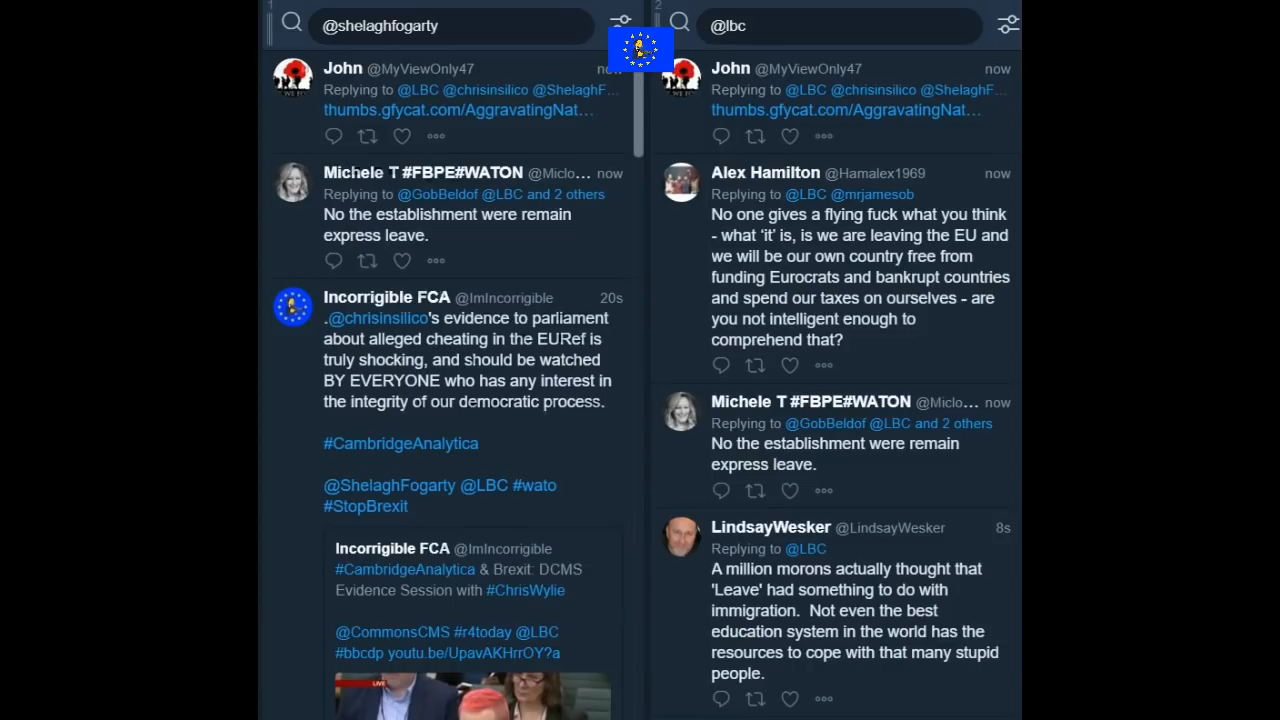 1
@shelaghfogarty
John @MyViewOnly47 now
Replying to @LBC @chrisinsilico @ShelaghF...
thumbs.gfycat.com/AggravatingNat...
Michele T #FBPE#WATON @Miclo... now
Replying to @GobBeldof @LBC and 2 others
No the establishment were remain
express leave.
Incorrigible FCA @ImIncorrigible 20s
.@chrisinsilico's evidence to parliament
about alleged cheating in the EURef is
truly shocking, and should be watched
BY EVERYONE who has any interest in
the integrity of our democratic process.
#CambridgeAnalytica
@ShelaghFogarty @LBC #wato
#StopBrexit
Incorrigible FCA @ImIncorrigible
#CambridgeAnalytica & Brexit: DCMS
Evidence Session with #ChrisWylie
@CommonsCMS #r4today @LBC
#bbcdp youtu.be/UpavAKHrrOY?a
LIVE
2
@lbc
John @MyViewOnly47 now
Replying to @LBC @chrisinsilico @ShelaghF...
thumbs.gfycat.com/AggravatingNat...
Alex Hamilton @Hamalex1969 now
Replying to @LBC @mrjamesob
No one gives a flying fuck what you think
- what ‘it’ is, is we are leaving the EU and
we will be our own country free from
funding Eurocrats and bankrupt countries
and spend our taxes on ourselves - are
you not intelligent enough to
comprehend that?
Michele T #FBPE#WATON @Miclo... now
Replying to @GobBeldof @LBC and 2 others
No the establishment were remain
express leave.
LindsayWesker @LindsayWesker 8s
Replying to @LBC
A million morons actually thought that
'Leave' had something to do with
immigration.  Not even the best
education system in the world has the
resources to cope with that many stupid
people.